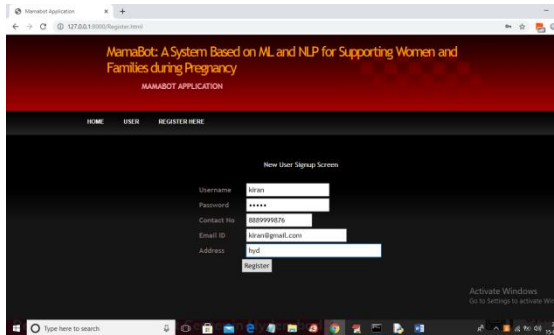 Mamabot Application
127.0.0.1:8000/Register.html
MamaBot: A System Based on ML and NLP for Supporting Women and
Families during Pregnancy
MAMABOT APPLICATION
HOME USER REGISTER HERE
New User Signup Screen
Username kiran
Password •••••
Contact No 8889999876
Email ID kiran@gmail.com
Address hyd
Register
Activate Windows
Go to Settings to activate
Type here to search